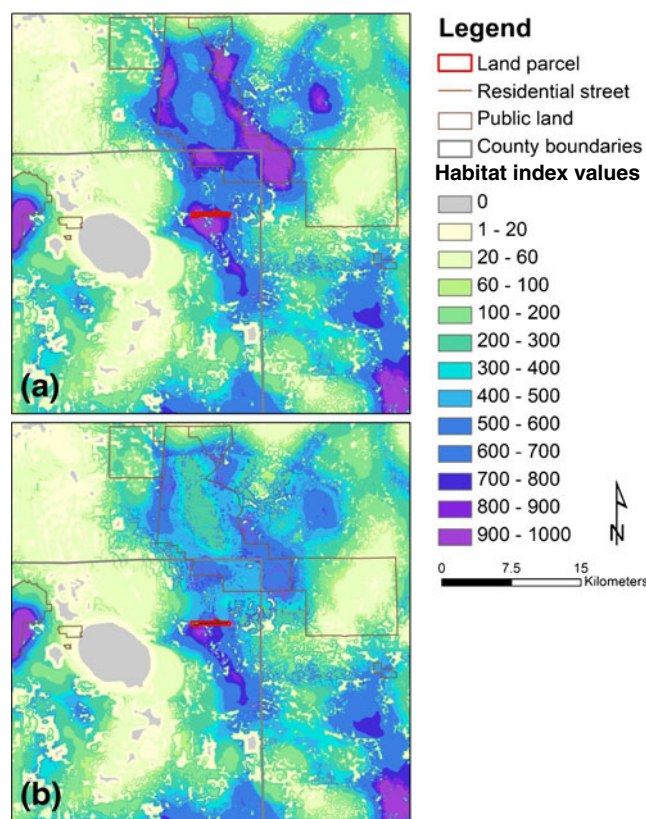 Legend
Land parcel
Residential street
Public land
County boundaries
Habitat index values
0
1 - 20
20 - 60
60 - 100
100 - 200
200 - 300
300 - 400
400 - 500
500 - 600
600 - 700
700 - 800
800 - 900
900 - 1000
N
0 7.5 15
Kilometers
(a)
(b)